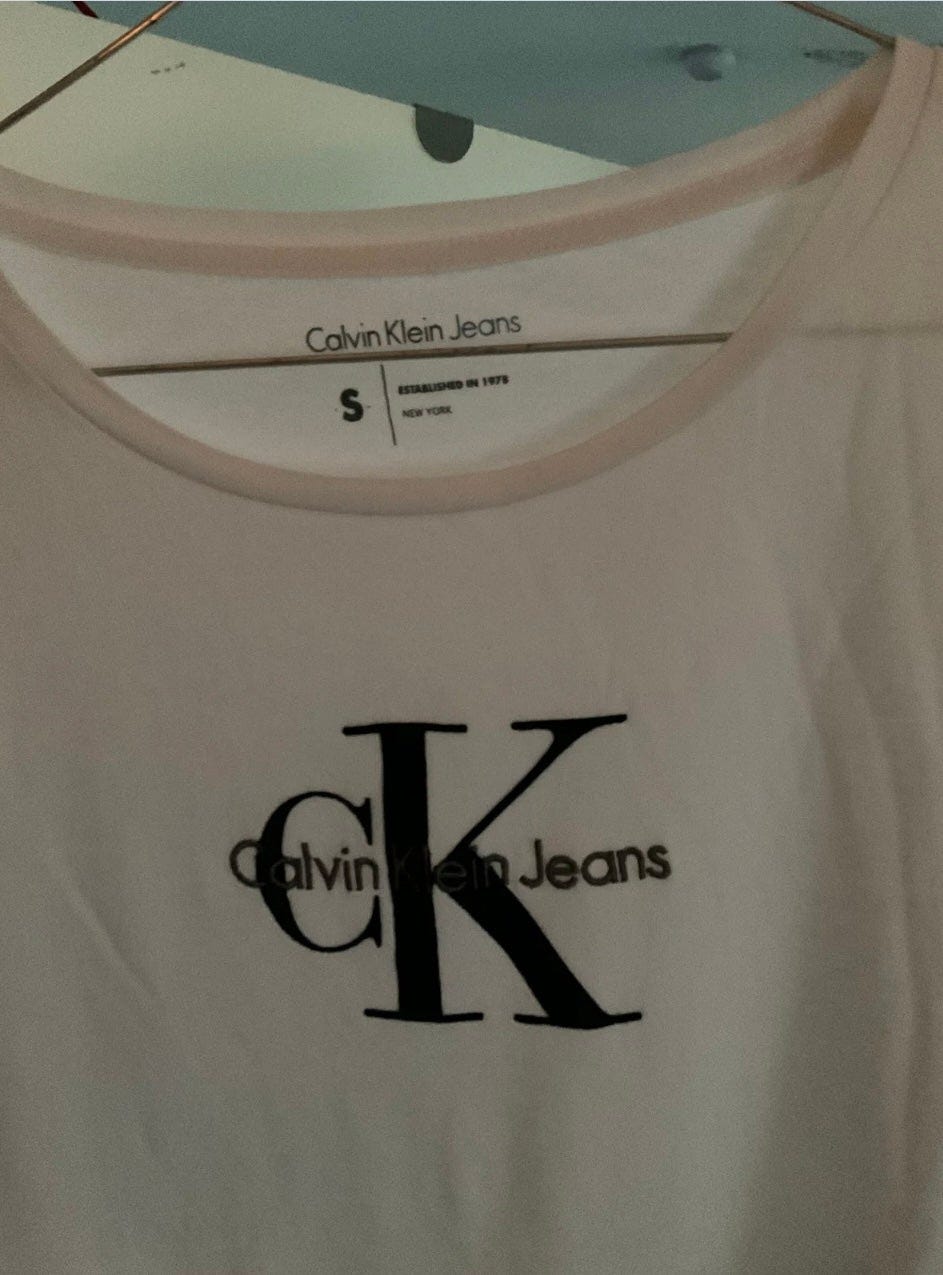 Calvin Klein Jeans
S
ESTABLISHED IN 1978
NEW YORK
CK
Calvin Klein Jeans